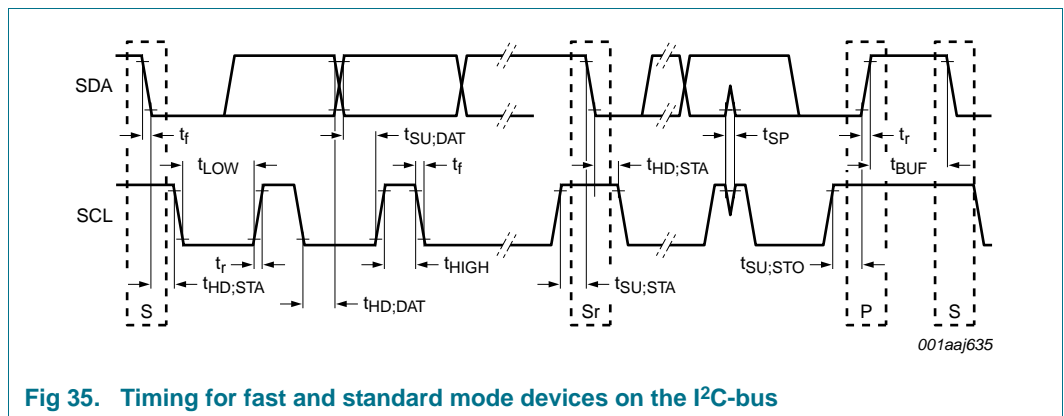 SDA
t_f
t_SU;DAT
t_SP
t_r
t_LOW
t_f
t_HD;STA
t_BUF
SCL
t_r
t_HIGH
t_SU;STO
t_HD;STA
t_SU;STA
t_HD;DAT
S
Sr
P
S
001aaj635
Fig 35. Timing for fast and standard mode devices on the I²C-bus